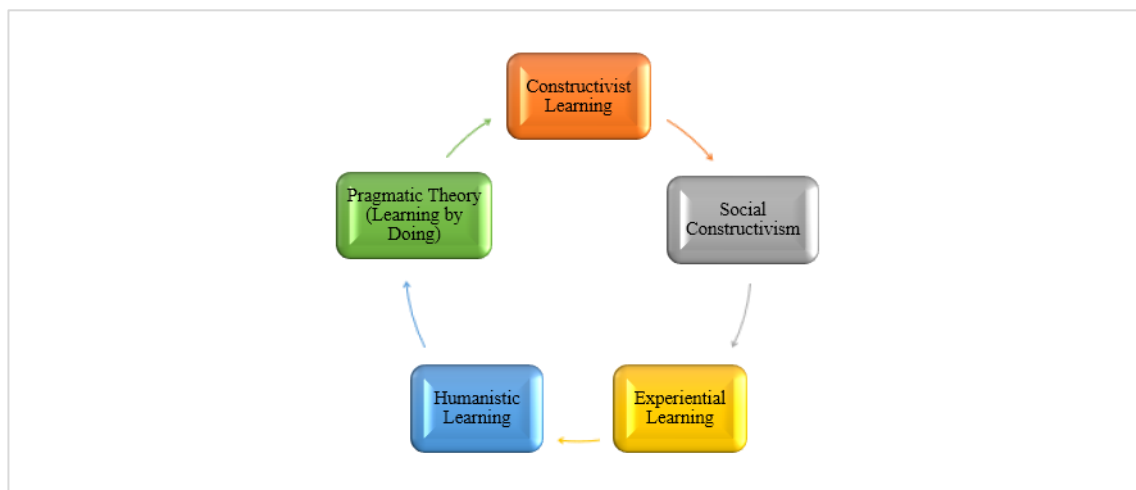 Constructivist
Learning
Social
Constructivism
Experiential
Learning
Humanistic
Learning
Pragmatic Theory
(Learning by
Doing)